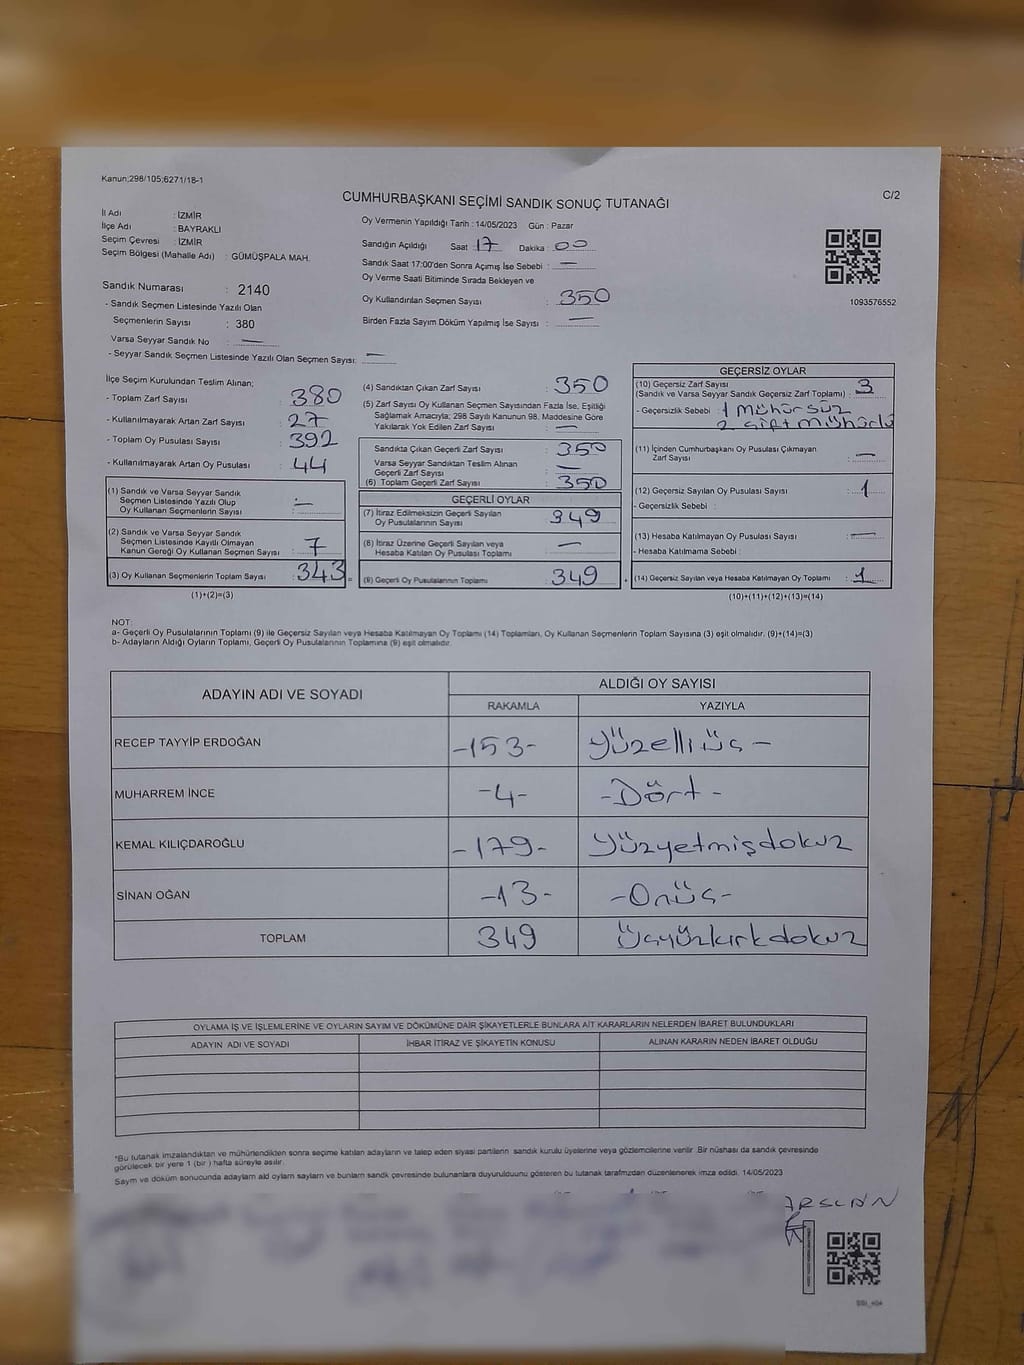 Kanun;298/105;6271/18-1
CUMHURBAŞKANI SEÇİMİ SANDIK SONUÇ TUTANAĞI
C/2
İl Adı : İZMİR
İlçe Adı : BAYRAKLI
Seçim Çevresi : İZMİR
Seçim Bölgesi (Mahalle Adı) : GÜMÜŞPALA MAH.
Sandık Numarası : 2140
- Sandık Seçmen Listesinde Yazılı Olan
Seçmenlerin Sayısı : 380
Varsa Seyyar Sandık No : —
- Seyyar Sandık Seçmen Listesinde Yazılı Olan Seçmen Sayısı: —
Oy Vermenin Yapıldığı Tarih : 14/05/2023 Gün : Pazar
Sandığın Açıldığı Saat : 17 Dakika : 00
Sandık Saat 17:00'den Sonra Açımış İse Sebebi : —
Oy Verme Saati Bitiminde Sırada Bekleyen ve
Oy Kullandırılan Seçmen Sayısı : 350
Birden Fazla Sayım Döküm Yapılmış İse Sayısı : —
1093576552
İlçe Seçim Kurulundan Teslim Alınan;
- Toplam Zarf Sayısı : 380
- Kullanılmayarak Artan Zarf Sayısı : 27
- Toplam Oy Pusulası Sayısı : 392
- Kullanılmayarak Artan Oy Pusulası : 44
(1) Sandık ve Varsa Seyyar Sandık
Seçmen Listesinde Yazılı Olup
Oy Kullanan Seçmenlerin Sayısı : —
(2) Sandık ve Varsa Seyyar Sandık
Seçmen Listesinde Kayıtlı Olmayan
Kanun Gereği Oy Kullanan Seçmen Sayısı : 7
(3) Oy Kullanan Seçmenlerin Toplam Sayısı : 343
(1)+(2)=(3)
(4) Sandıktan Çıkan Zarf Sayısı : 350
(5) Zarf Sayısı Oy Kullanan Seçmen Sayısından Fazla İse, Eşitliği
Sağlamak Amacıyla; 298 Sayılı Kanunun 98. Maddesine Göre
Yakılarak Yok Edilen Zarf Sayısı : —
Sandıkta Çıkan Geçerli Zarf Sayısı : 350
Varsa Seyyar Sandıktan Teslim Alınan
Geçerli Zarf Sayısı : —
(6) Toplam Geçerli Zarf Sayısı : 350
GEÇERLİ OYLAR
(7) İtiraz Edilmeksizin Geçerli Sayılan
Oy Pusulalarının Sayısı : 349
(8) İtiraz Üzerine Geçerli Sayılan veya
Hesaba Katılan Oy Pusulası Toplamı : —
(9) Geçerli Oy Pusulalarının Toplamı : 349
GEÇERSİZ OYLAR
(10) Geçersiz Zarf Sayısı : 3
(Sandık ve Varsa Seyyar Sandık Geçersiz Zarf Toplamı)
- Geçersizlik Sebebi : 1 Mühürsüz
2 çift mühürlü
(11) İçinden Cumhurbaşkanı Oy Pusulası Çıkmayan
Zarf Sayısı : —
(12) Geçersiz Sayılan Oy Pusulası Sayısı : 1
- Geçersizlik Sebebi :
(13) Hesaba Katılmayan Oy Pusulası Sayısı : —
- Hesaba Katılmama Sebebi :
(14) Geçersiz Sayılan veya Hesaba Katılmayan Oy Toplamı : 1
(10)+(11)+(12)+(13)=(14)
NOT:
a- Geçerli Oy Pusulalarının Toplamı (9) ile Geçersiz Sayılan veya Hesaba Katılmayan Oy Toplamı (14) Toplamları, Oy Kullanan Seçmenlerin Toplam Sayısına (3) eşit olmalıdır. (9)+(14)=(3)
b- Adayların Aldığı Oyların Toplamı, Geçerli Oy Pusulalarının Toplamına (9) eşit olmalıdır.
ADAYIN ADI VE SOYADI ALDIĞI OY SAYISI
RAKAMLA YAZIYLA
RECEP TAYYİP ERDOĞAN -153- Yüzelliüç -
MUHARREM İNCE -4- -Dört -
KEMAL KILIÇDAROĞLU -179- Yüzyetmişdokuz
SİNAN OĞAN -13- -Onüç-
TOPLAM 349 Üçyüzkırkdokuz
OYLAMA İŞ VE İŞLEMLERİNE VE OYLARIN SAYIM VE DÖKÜMÜNE DAİR ŞİKAYETLERLE BUNLARA AİT KARARLARIN NELERDEN İBARET BULUNDUKLARI
ADAYIN ADI VE SOYADI İHBAR İTİRAZ VE ŞİKAYETİN KONUSU ALINAN KARARIN NEDEN İBARET OLDUĞU
*Bu tutanak imzalandıktan ve mühürlendikten sonra seçime katılan adayların ve talep eden siyasi partilerin sandık kurulu üyelerine veya gözlemcilerine verilir. Bir nüshası da sandık çevresinde
görülecek bir yere 1 (bir ) hafta süreyle asılır.
Sayım ve döküm sonucunda adayların ald oyların sayların ve bunların sandık çevresinde bulunanlara duyurulduunu gösteren bu tutanak tarafımızdan düzenlenerek imza edildi. 14/05/2023
ARSLAN